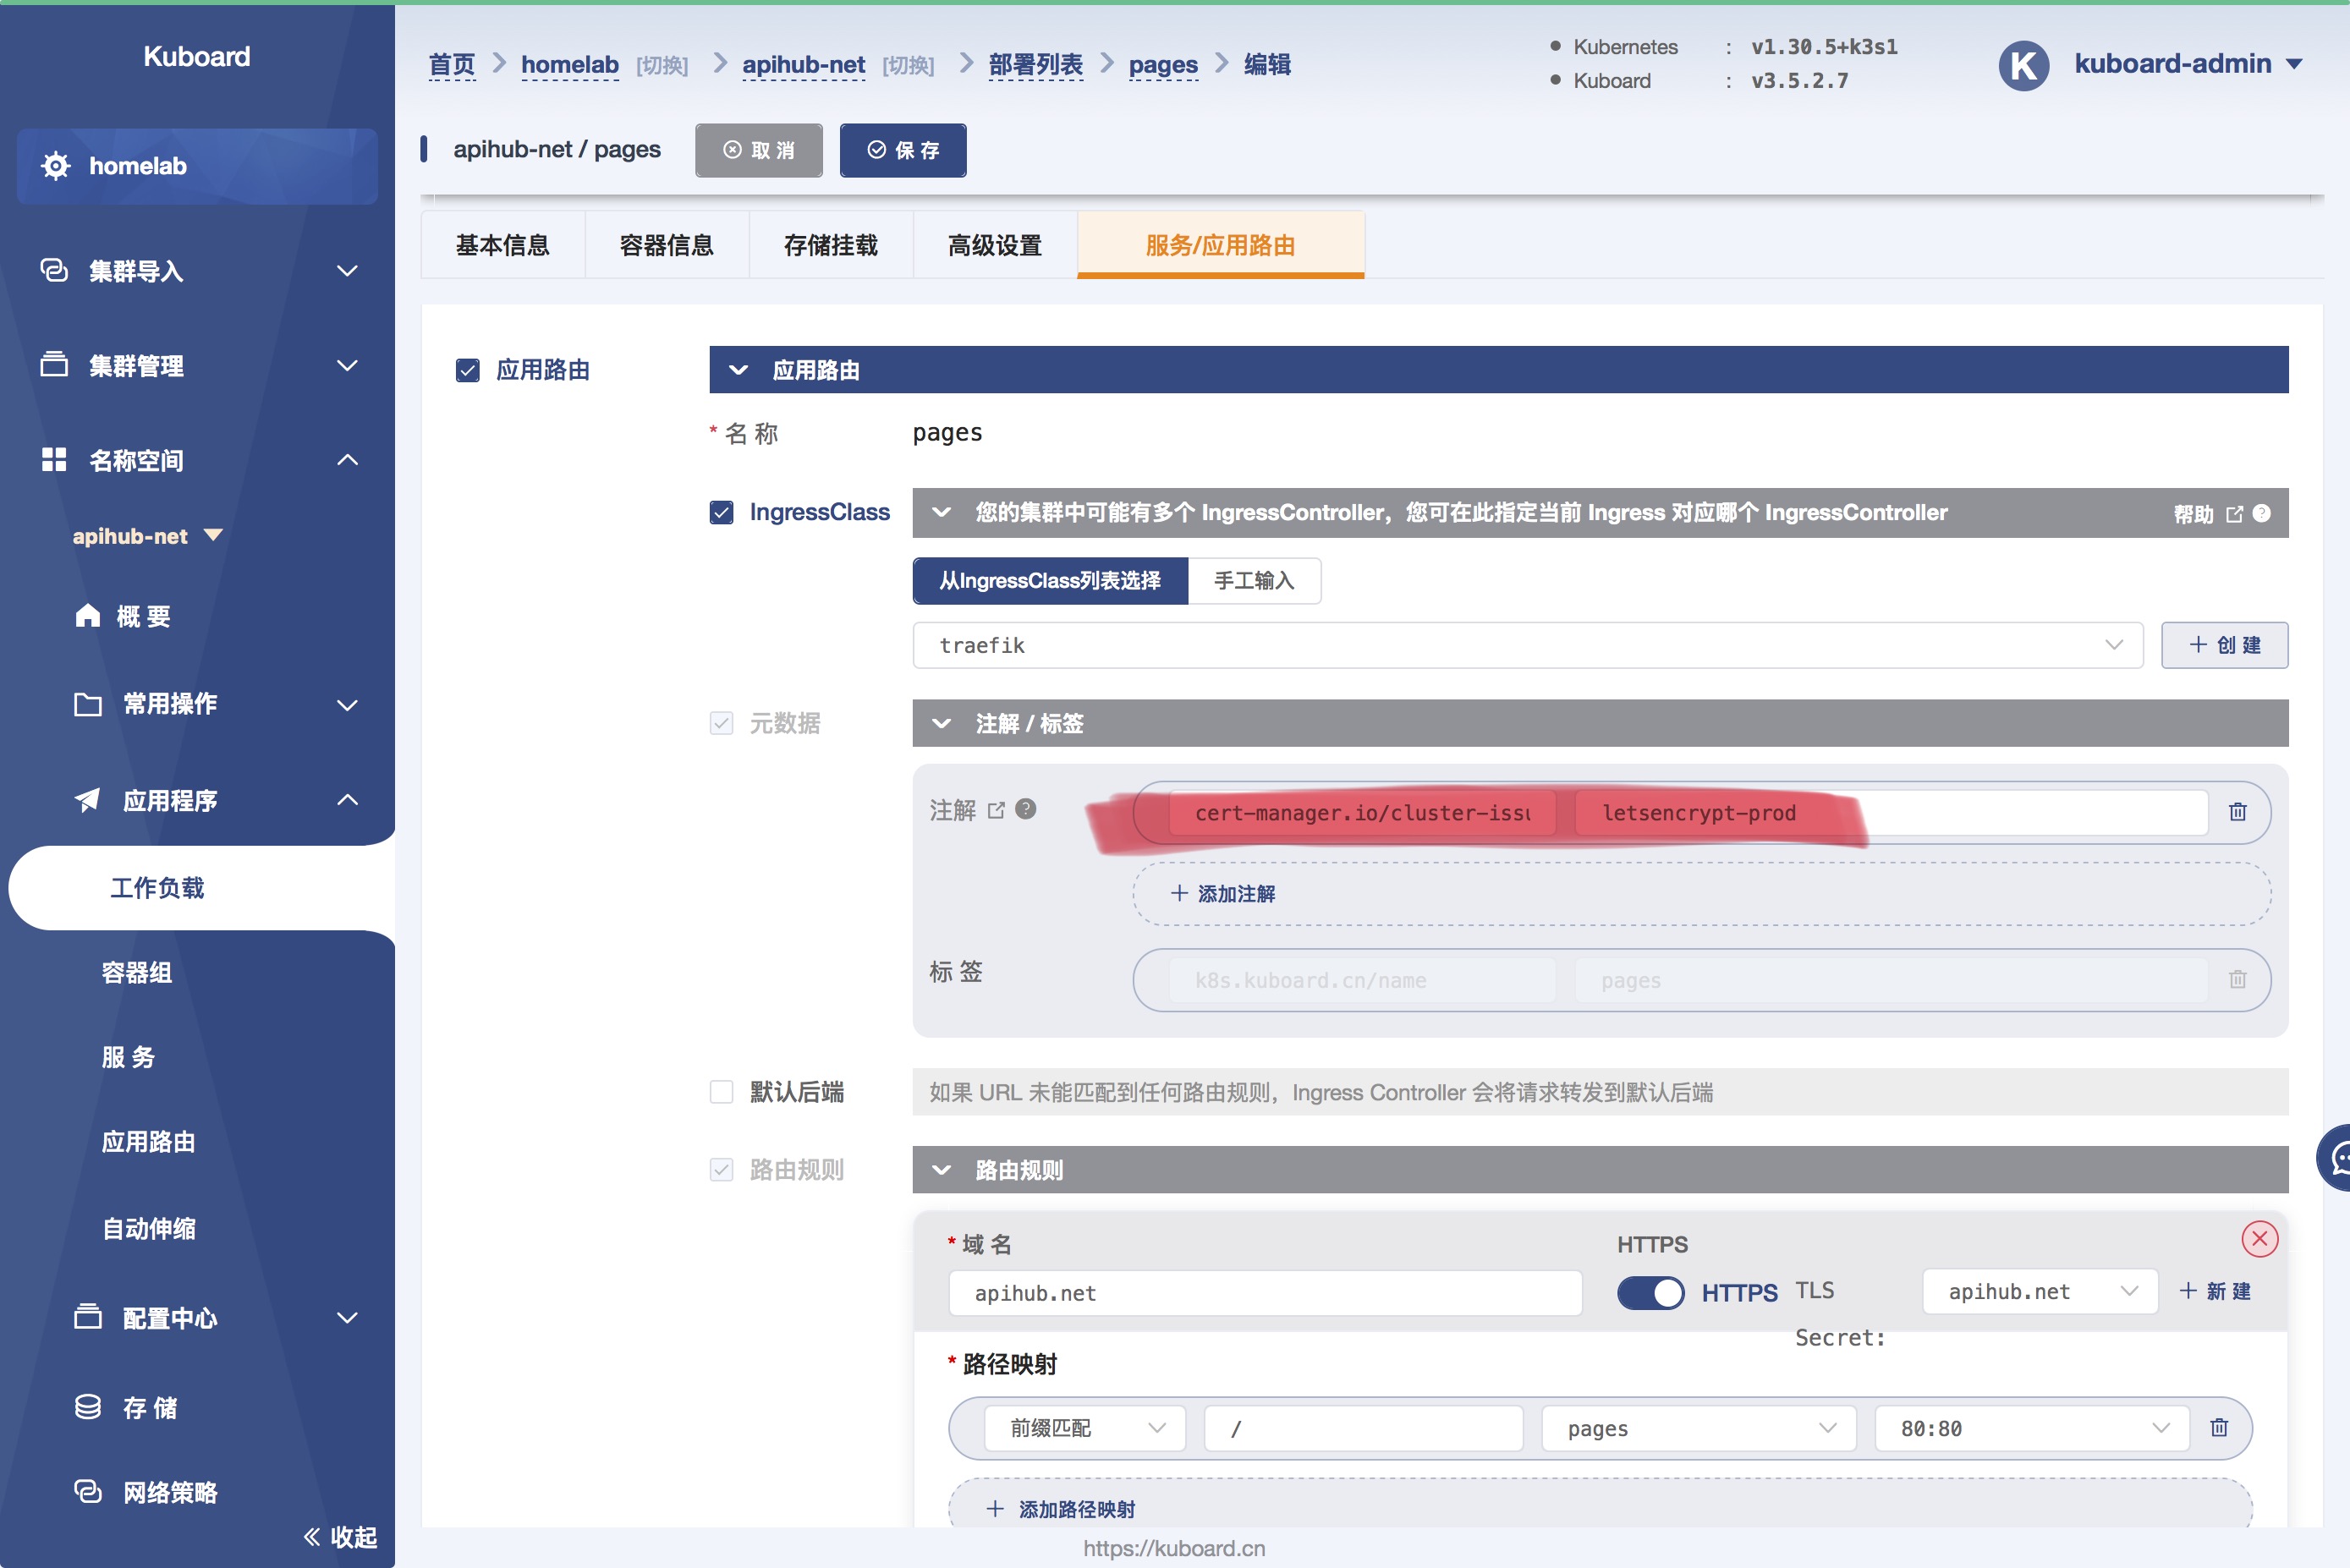 Kuboard
homelab
集群导入
集群管理
名称空间
apihub-net
概 要
常用操作
应用程序
工作负载
容器组
服 务
应用路由
自动伸缩
配置中心
存 储
网络策略
收起
首页 homelab [切换] apihub-net [切换] 部署列表 pages 编辑
Kubernetes : v1.30.5+k3s1
Kuboard : v3.5.2.7
K kuboard-admin
apihub-net / pages 取 消 保 存
基本信息 容器信息 存储挂载 高级设置 服务/应用路由
应用路由 应用路由
* 名 称 pages
IngressClass 您的集群中可能有多个 IngressController，您可在此指定当前 Ingress 对应哪个 IngressController 帮助
从IngressClass列表选择 手工输入
traefik + 创 建
元数据 注解 / 标签
注解 cert-manager.io/cluster-issu letsencrypt-prod
+ 添加注解
标 签 k8s.kuboard.cn/name pages
默认后端 如果 URL 未能匹配到任何路由规则，Ingress Controller 会将请求转发到默认后端
路由规则 路由规则
* 域 名 HTTPS
apihub.net HTTPS TLS Secret: apihub.net + 新 建
* 路径映射
前缀匹配 / pages 80:80
+ 添加路径映射
https://kuboard.cn